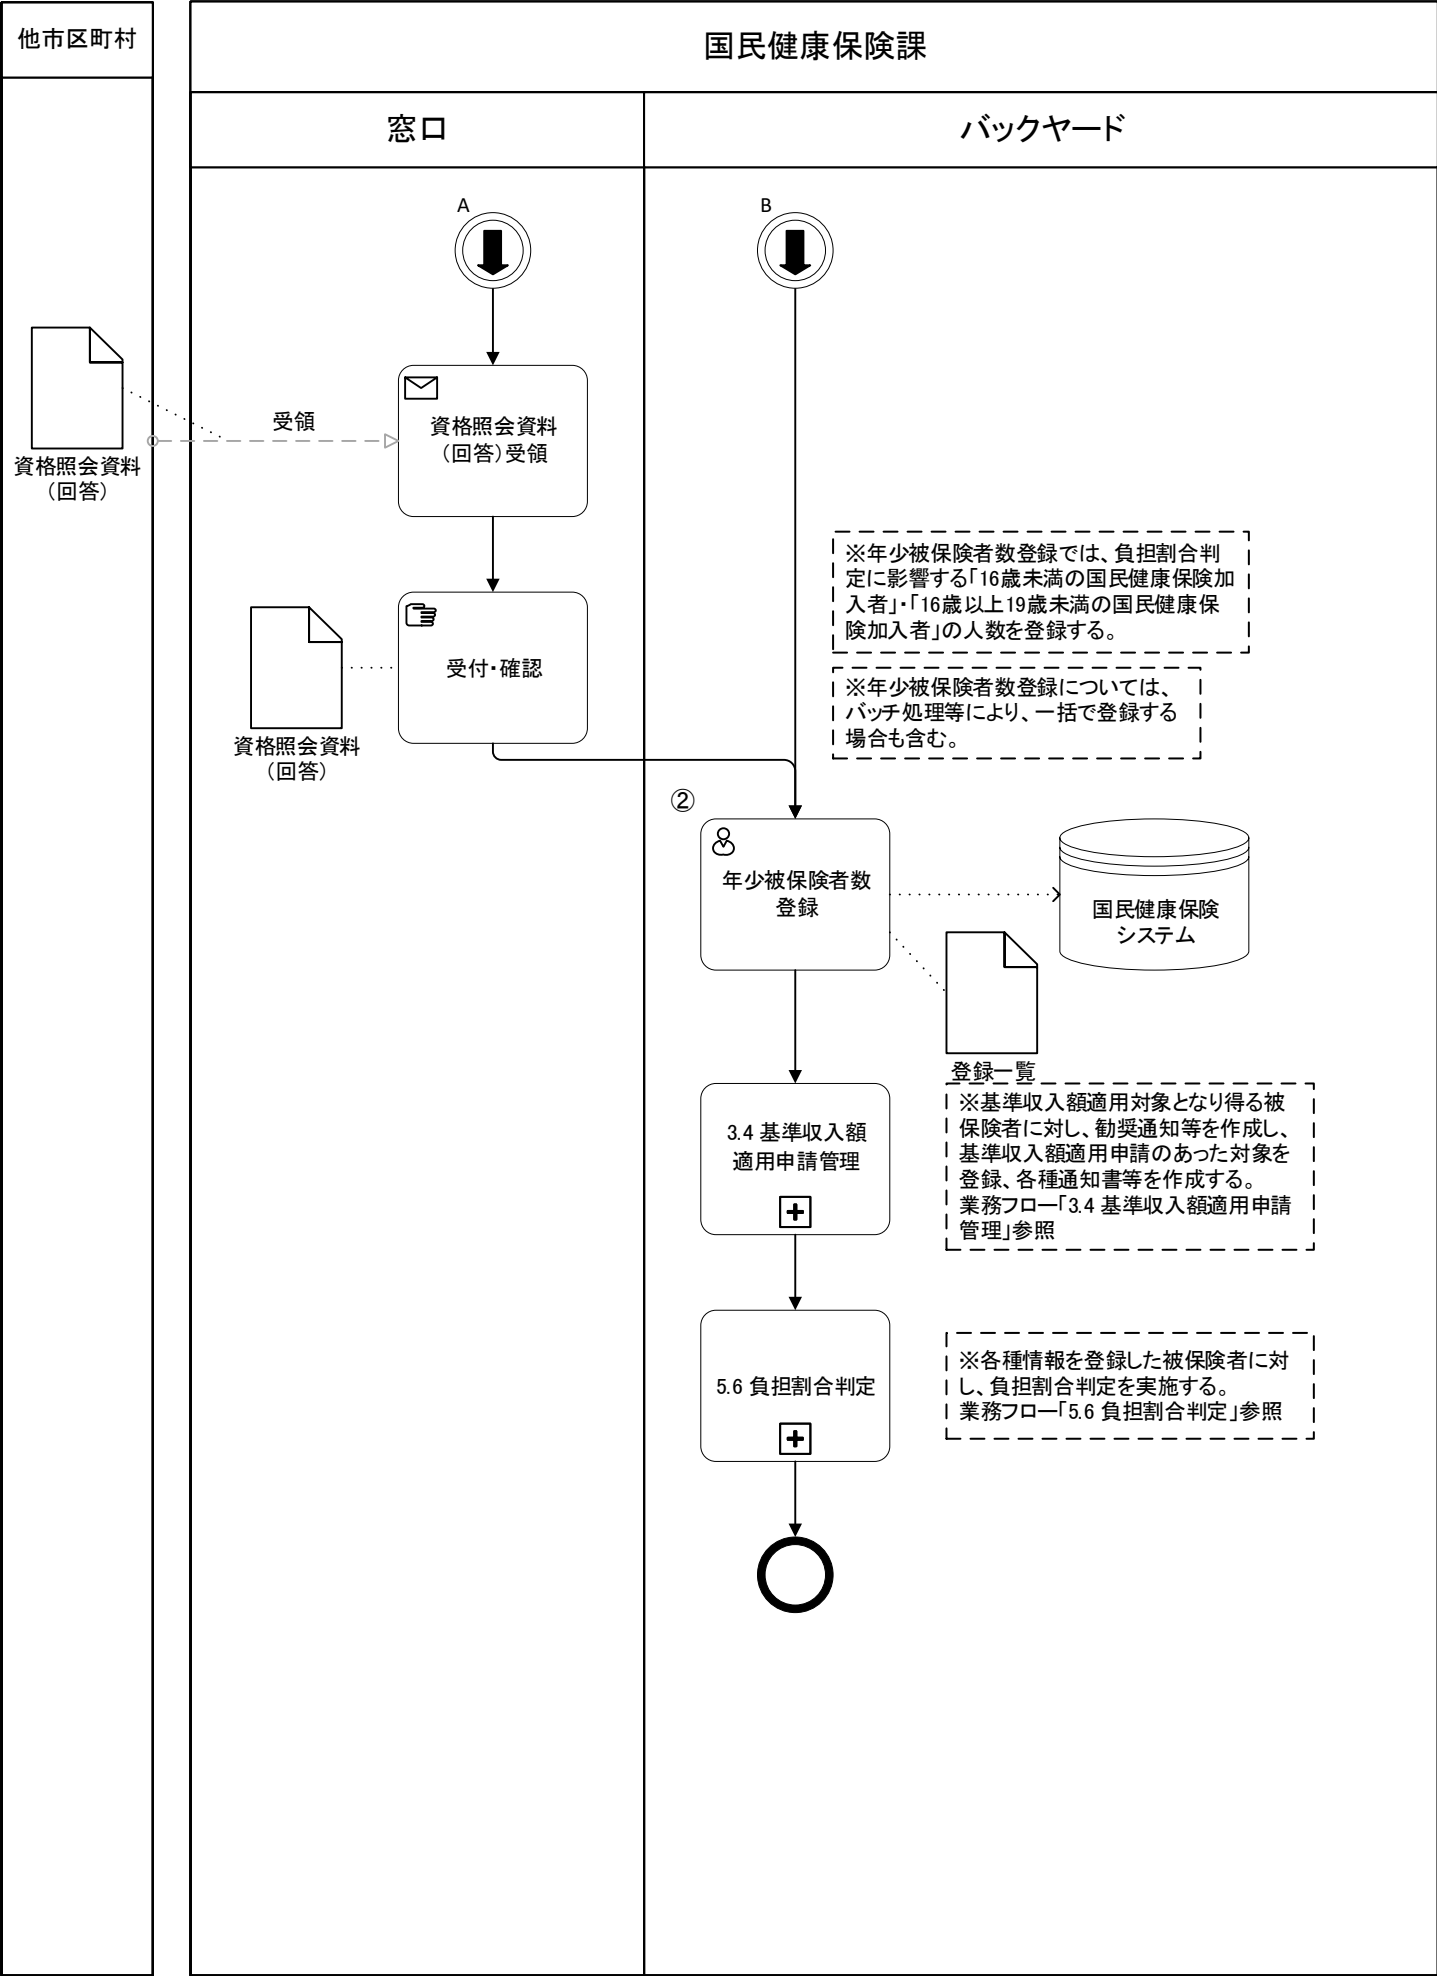 他市区町村
国民健康保険課
窓口
バックヤード
A
B
資格照会資料
（回答）
受領
資格照会資料
（回答）受領
※年少被保険者数登録では、負担割合判
定に影響する「16歳未満の国民健康保険加
入者」・「16歳以上19歳未満の国民健康保
険加入者」の人数を登録する。
受付・確認
資格照会資料
（回答）
※年少被保険者数登録については、
バッチ処理等により、一括で登録する
場合も含む。
②
年少被保険者数
登録
国民健康保険
システム
登録一覧
3.4 基準収入額
適用申請管理
※基準収入額適用対象となり得る被
保険者に対し、勧奨通知等を作成し、
基準収入額適用申請のあった対象を
登録、各種通知書等を作成する。
業務フロー「3.4 基準収入額適用申請
管理」参照
5.6 負担割合判定
※各種情報を登録した被保険者に対
し、負担割合判定を実施する。
業務フロー「5.6 負担割合判定」参照